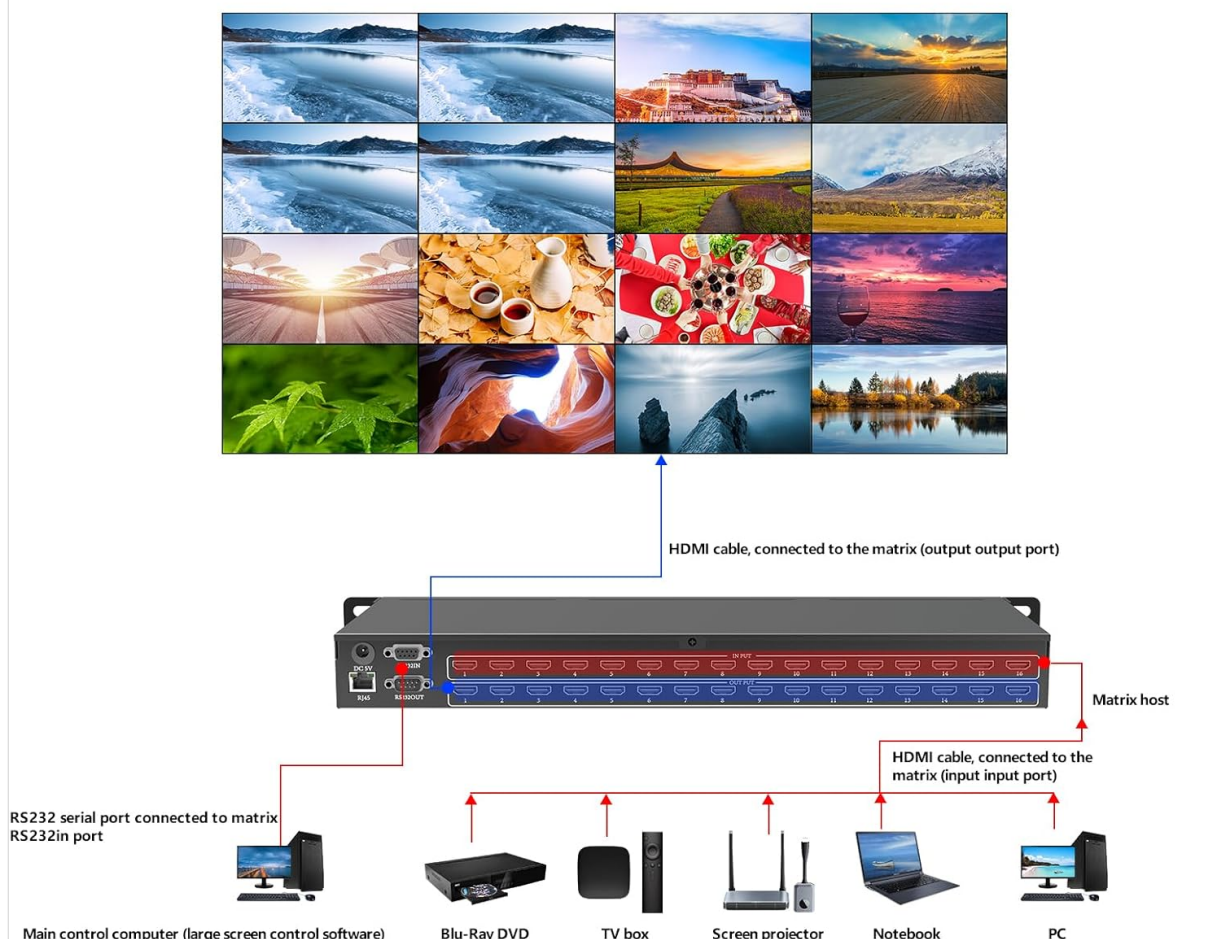 HDMI cable, connected to the matrix (output output port)
DC 5V
RJ45
RS232OUT
IN PUT
1 2 3 4 5 6 7 8 9 10 11 12 13 14 15 16
OUT PUT
1 2 3 4 5 6 7 8 9 10 11 12 13 14 15 16
Matrix host
HDMI cable, connected to the
matrix (input input port)
RS232 serial port connected to matrix
RS232in port
Main control computer (large screen control software)
Blu-Ray DVD
TV box
Screen projector
Notebook
PC